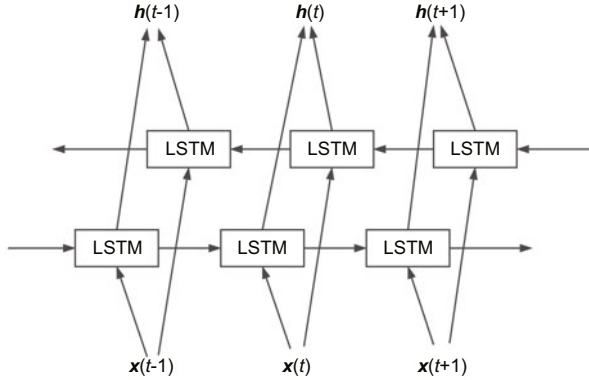 h(t-1) h(t) h(t+1)
LSTM LSTM LSTM
LSTM LSTM LSTM
x(t-1) x(t) x(t+1)